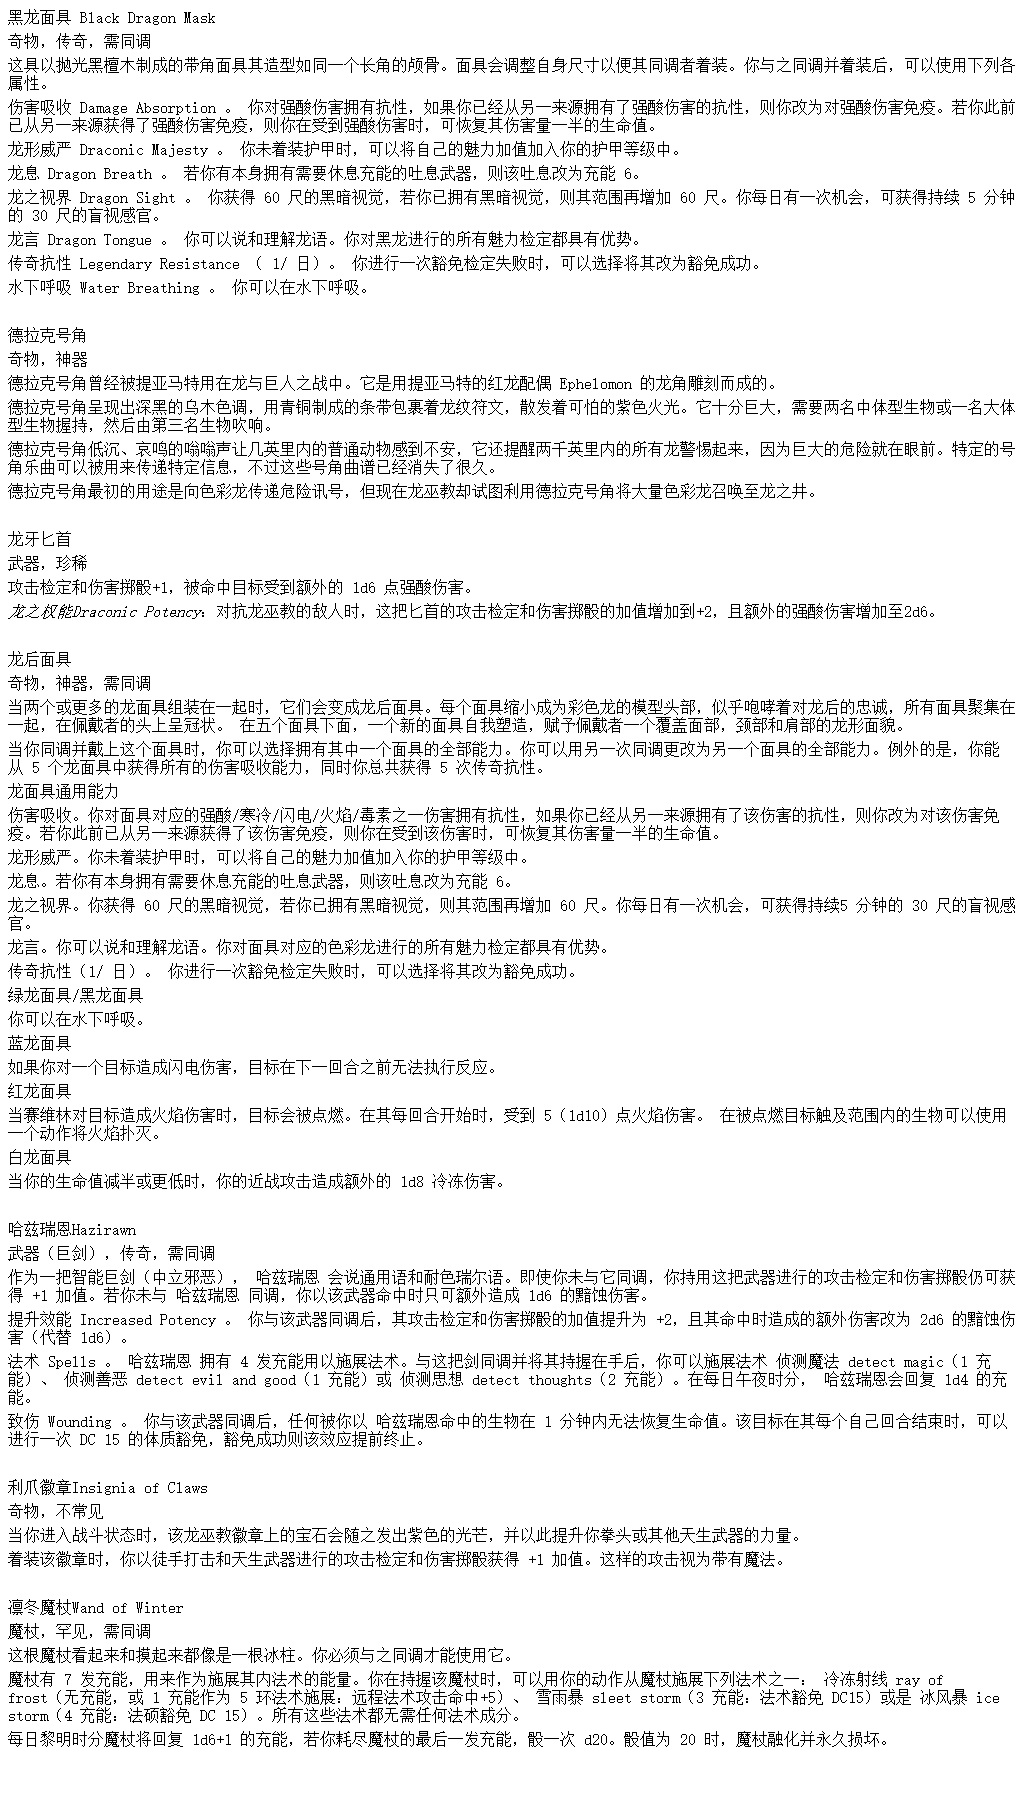 黑龙面具 Black Dragon Mask
奇物，传奇，需同调
这具以抛光黑檀木制成的带角面具其造型如同一个长角的颅骨。面具会调整自身尺寸以便其同调者着装。你与之同调并着装后，可以使用下列各
属性。
伤害吸收 Damage Absorption 。 你对强酸伤害拥有抗性，如果你已经从另一来源拥有了强酸伤害的抗性，则你改为对强酸伤害免疫。若你此前
已从另一来源获得了强酸伤害免疫，则你在受到强酸伤害时，可恢复其伤害量一半的生命值。
龙形威严 Draconic Majesty 。 你未着装护甲时，可以将自己的魅力加值加入你的护甲等级中。
龙息 Dragon Breath 。 若你有本身拥有需要休息充能的吐息武器，则该吐息改为充能 6。
龙之视界 Dragon Sight 。 你获得 60 尺的黑暗视觉，若你已拥有黑暗视觉，则其范围再增加 60 尺。你每日有一次机会，可获得持续 5 分钟
的 30 尺的盲视感官。
龙言 Dragon Tongue 。 你可以说和理解龙语。你对黑龙进行的所有魅力检定都具有优势。
传奇抗性 Legendary Resistance （ 1/ 日）。 你进行一次豁免检定失败时，可以选择将其改为豁免成功。
水下呼吸 Water Breathing 。 你可以在水下呼吸。
德拉克号角
奇物，神器
德拉克号角曾经被提亚马特用在龙与巨人之战中。它是用提亚马特的红龙配偶 Ephelomon 的龙角雕刻而成的。
德拉克号角呈现出深黑的乌木色调，用青铜制成的条带包裹着龙纹符文，散发着可怕的紫色火光。它十分巨大，需要两名中体型生物或一名大体
型生物握持，然后由第三名生物吹响。
德拉克号角低沉、哀鸣的嗡嗡声让几英里内的普通动物感到不安，它还提醒两千英里内的所有龙警惕起来，因为巨大的危险就在眼前。特定的号
角乐曲可以被用来传递特定信息，不过这些号角曲谱已经消失了很久。
德拉克号角最初的用途是向色彩龙传递危险讯号，但现在龙巫教却试图利用德拉克号角将大量色彩龙召唤至龙之井。
龙牙匕首
武器，珍稀
攻击检定和伤害掷骰+1，被命中目标受到额外的 1d6 点强酸伤害。
龙之权能Draconic Potency：对抗龙巫教的敌人时，这把匕首的攻击检定和伤害掷骰的加值增加到+2，且额外的强酸伤害增加至2d6。
龙后面具
奇物，神器，需同调
当两个或更多的龙面具组装在一起时，它们会变成龙后面具。每个面具缩小成为彩色龙的模型头部，似乎咆哮着对龙后的忠诚，所有面具聚集在
一起，在佩戴者的头上呈冠状。 在五个面具下面，一个新的面具自我塑造，赋予佩戴者一个覆盖面部，颈部和肩部的龙形面貌。
当你同调并戴上这个面具时，你可以选择拥有其中一个面具的全部能力。你可以用另一次同调更改为另一个面具的全部能力。例外的是，你能
从 5 个龙面具中获得所有的伤害吸收能力，同时你总共获得 5 次传奇抗性。
龙面具通用能力
伤害吸收。你对面具对应的强酸/寒冷/闪电/火焰/毒素之一伤害拥有抗性，如果你已经从另一来源拥有了该伤害的抗性，则你改为对该伤害免
疫。若你此前已从另一来源获得了该伤害免疫，则你在受到该伤害时，可恢复其伤害量一半的生命值。
龙形威严。你未着装护甲时，可以将自己的魅力加值加入你的护甲等级中。
龙息。若你有本身拥有需要休息充能的吐息武器，则该吐息改为充能 6。
龙之视界。你获得 60 尺的黑暗视觉，若你已拥有黑暗视觉，则其范围再增加 60 尺。你每日有一次机会，可获得持续5 分钟的 30 尺的盲视感
官。
龙言。你可以说和理解龙语。你对面具对应的色彩龙进行的所有魅力检定都具有优势。
传奇抗性（1/ 日）。 你进行一次豁免检定失败时，可以选择将其改为豁免成功。
绿龙面具/黑龙面具
你可以在水下呼吸。
蓝龙面具
如果你对一个目标造成闪电伤害，目标在下一回合之前无法执行反应。
红龙面具
当赛维林对目标造成火焰伤害时，目标会被点燃。在其每回合开始时，受到 5（1d10）点火焰伤害。 在被点燃目标触及范围内的生物可以使用
一个动作将火焰扑灭。
白龙面具
当你的生命值减半或更低时，你的近战攻击造成额外的 1d8 冷冻伤害。
哈兹瑞恩Hazirawn
武器（巨剑），传奇，需同调
作为一把智能巨剑（中立邪恶）， 哈兹瑞恩 会说通用语和耐色瑞尔语。即使你未与它同调，你持用这把武器进行的攻击检定和伤害掷骰仍可获
得 +1 加值。若你未与 哈兹瑞恩 同调，你以该武器命中时只可额外造成 1d6 的黯蚀伤害。
提升效能 Increased Potency 。 你与该武器同调后，其攻击检定和伤害掷骰的加值提升为 +2，且其命中时造成的额外伤害改为 2d6 的黯蚀伤
害（代替 1d6）。
法术 Spells 。 哈兹瑞恩 拥有 4 发充能用以施展法术。与这把剑同调并将其持握在手后，你可以施展法术 侦测魔法 detect magic（1 充
能）、 侦测善恶 detect evil and good（1 充能）或 侦测思想 detect thoughts（2 充能）。在每日午夜时分， 哈兹瑞恩会回复 1d4 的充
能。
致伤 Wounding 。 你与该武器同调后，任何被你以 哈兹瑞恩命中的生物在 1 分钟内无法恢复生命值。该目标在其每个自己回合结束时，可以
进行一次 DC 15 的体质豁免，豁免成功则该效应提前终止。
利爪徽章Insignia of Claws
奇物，不常见
当你进入战斗状态时，该龙巫教徽章上的宝石会随之发出紫色的光芒，并以此提升你拳头或其他天生武器的力量。
着装该徽章时，你以徒手打击和天生武器进行的攻击检定和伤害掷骰获得 +1 加值。这样的攻击视为带有魔法。
凛冬魔杖Wand of Winter
魔杖，罕见，需同调
这根魔杖看起来和摸起来都像是一根冰柱。你必须与之同调才能使用它。
魔杖有 7 发充能，用来作为施展其内法术的能量。你在持握该魔杖时，可以用你的动作从魔杖施展下列法术之一： 冷冻射线 ray of
frost（无充能，或 1 充能作为 5 环法术施展：远程法术攻击命中+5）、 雪雨暴 sleet storm（3 充能：法术豁免 DC15）或是 冰风暴 ice
storm（4 充能：法硕豁免 DC 15）。所有这些法术都无需任何法术成分。
每日黎明时分魔杖将回复 1d6+1 的充能，若你耗尽魔杖的最后一发充能，骰一次 d20。骰值为 20 时，魔杖融化并永久损坏。